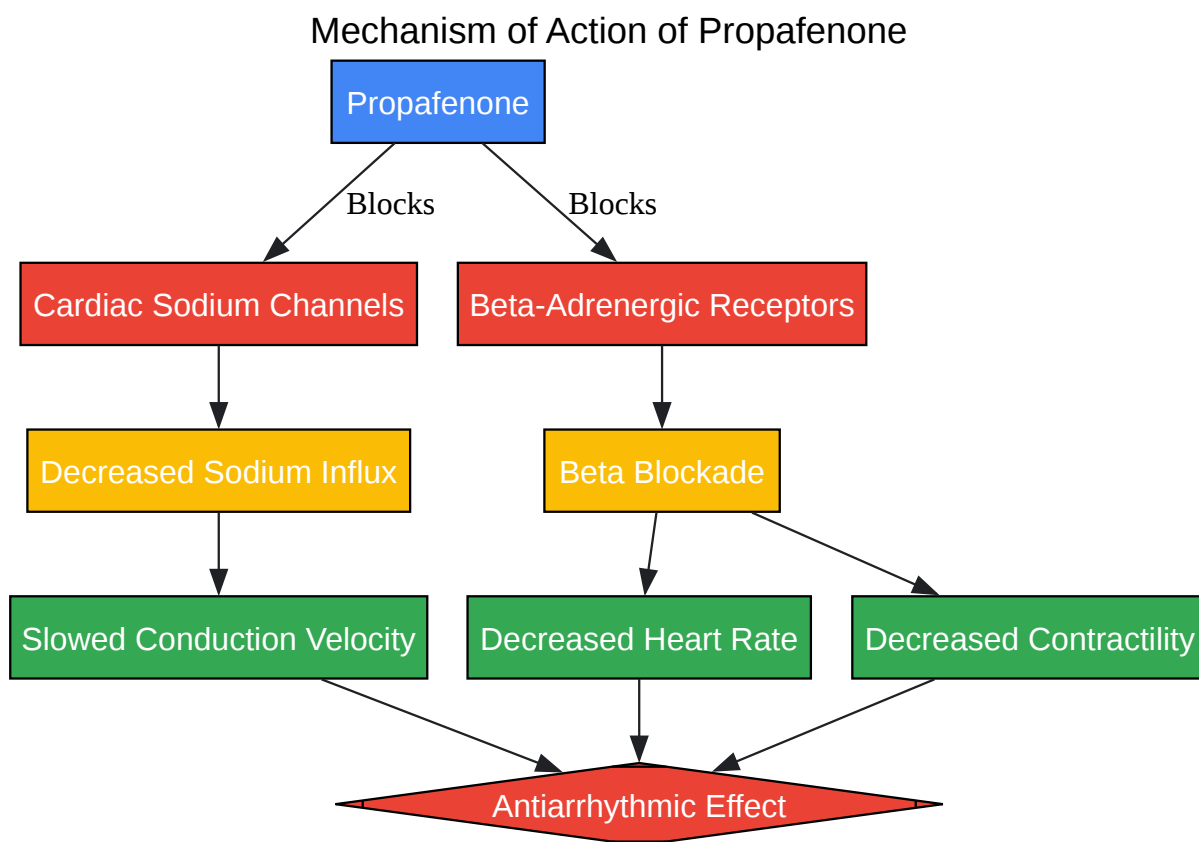 Mechanism of Action of Propafenone
Propafenone
Blocks
Blocks
Cardiac Sodium Channels
Beta-Adrenergic Receptors
Decreased Sodium Influx
Beta Blockade
Slowed Conduction Velocity
Decreased Heart Rate
Decreased Contractility
Antiarrhythmic Effect